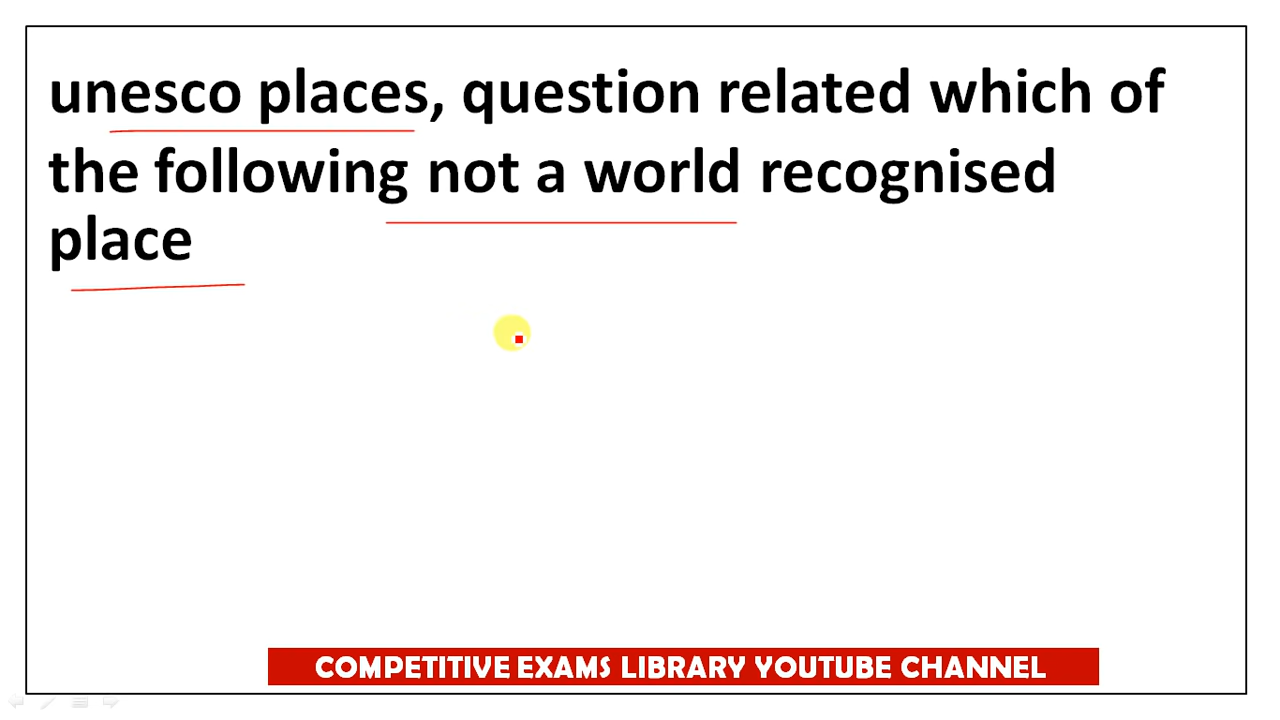 unesco places, question related which of
the following not a world recognised
place
COMPETITIVE EXAMS LIBRARY YOUTUBE CHANNEL